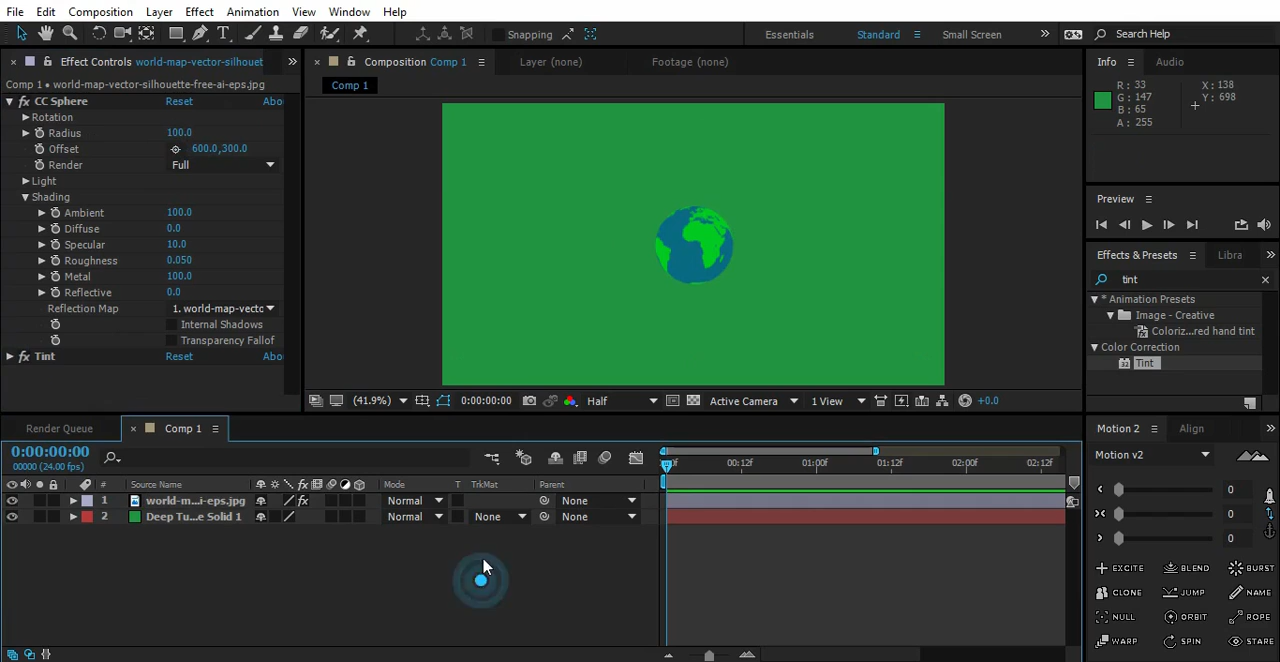 File Edit Composition Layer Effect Animation View Window Help
Snapping Essentials Standard Small Screen Search Help
Effect Controls world-map-vector-silhouet
Composition Comp 1 Layer (none) Footage (none)
Info Audio
Comp 1 • world-map-vector-silhouette-free-ai-eps.jpg
Comp 1
R: 33 X: 138
G: 147 Y: 698
B: 65
A: 255
fx CC Sphere Reset Abo
Rotation
Radius 100.0
Offset 600.0,300.0
Render Full
Light
Shading
Ambient 100.0
Diffuse 0.0
Specular 10.0
Roughness 0.050
Metal 100.0
Reflective 0.0
Reflection Map 1. world-map-vecto
Internal Shadows
Transparency Fallof
fx Tint Reset Abo
Preview
Effects & Presets Libra
tint
* Animation Presets
Image - Creative
Coloriz...red hand tint
Color Correction
32 Tint
(41.9%) 0:00:00:00 Half Active Camera 1 View +0.0
Render Queue Comp 1
0:00:00:00
00000 (24.00 fps)
0f 00:12f 01:00f 01:12f 02:00f 02:12f
# Source Name fx Mode T TrkMat Parent
1 world-m...i-eps.jpg fx Normal None
2 Deep Tu...e Solid 1 Normal None None
Motion 2 Align
Motion v2
0
0
0
EXCITE BLEND BURST
CLONE JUMP NAME
NULL ORBIT ROPE
WARP SPIN STARE